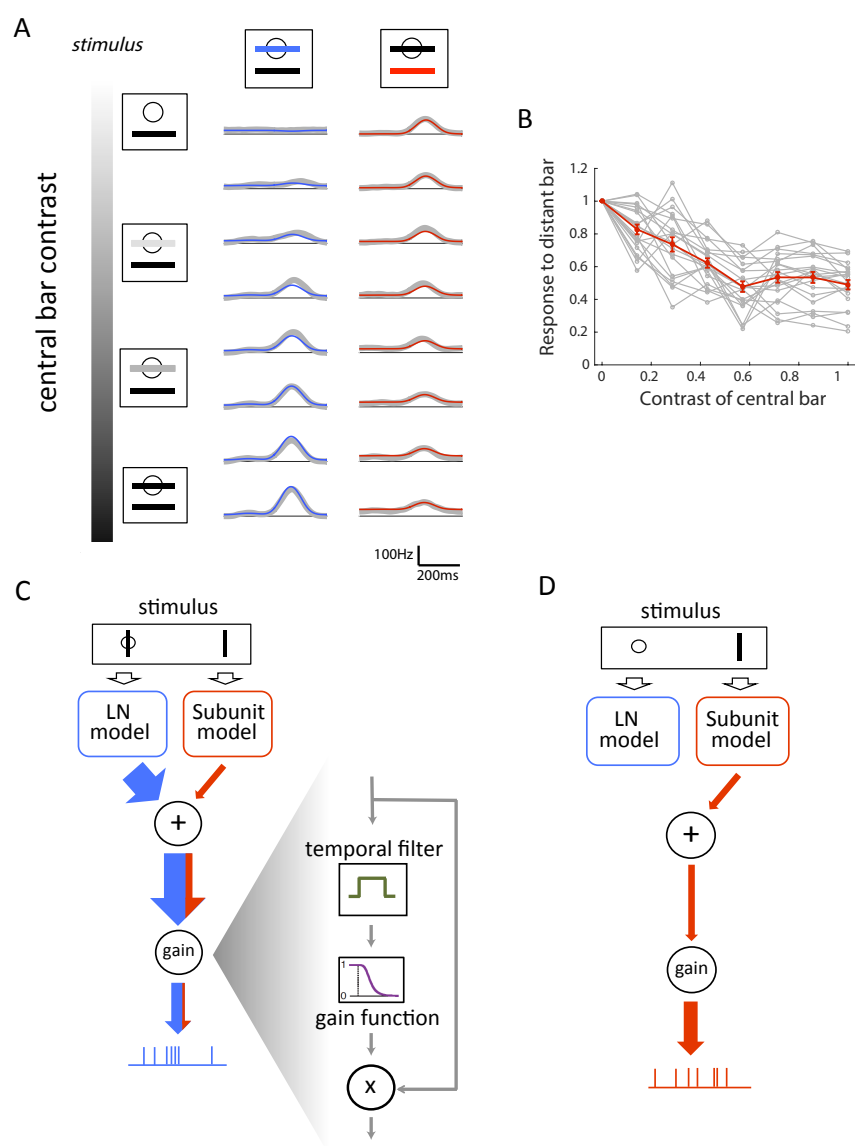 A
stimulus
central bar contrast
100Hz
200ms
B
Response to distant bar
1.2
1
0.8
0.6
0.4
0.2
0
0
0.2
0.4
0.6
0.8
1
Contrast of central bar
C
stimulus
LN
model
Subunit
model
+
gain
temporal filter
1
0
gain function
x
D
stimulus
LN
model
Subunit
model
+
gain